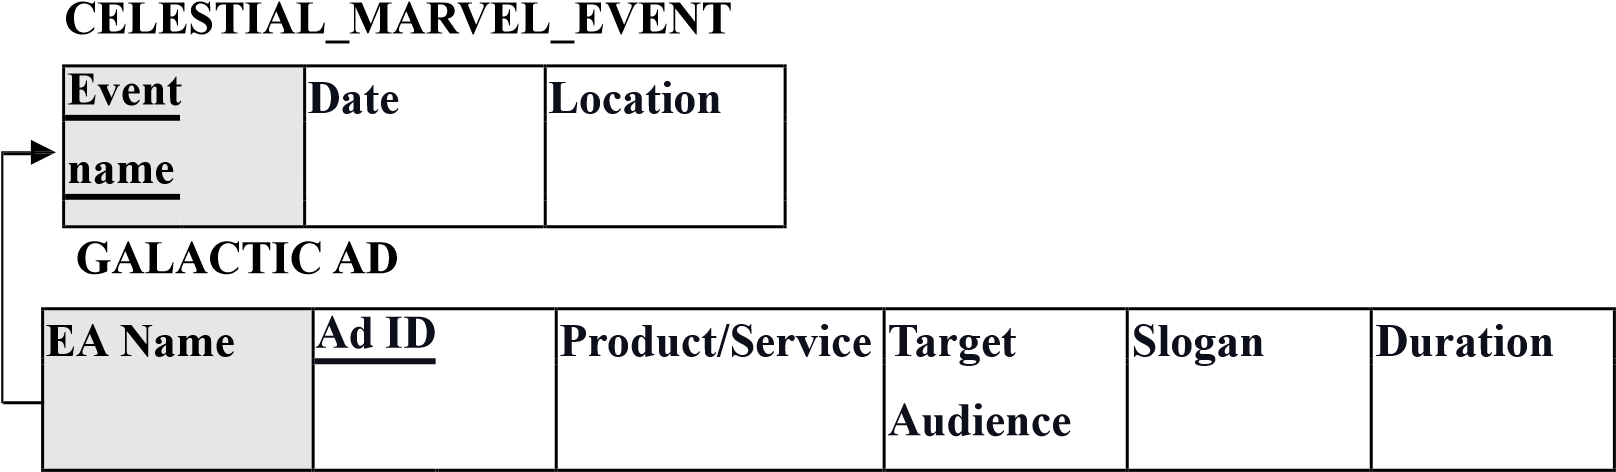 CELESTIAL_MARVEL_EVENT
Event Date Location
name
GALACTIC AD
EA Name Ad ID Product/Service Target Slogan Duration
Audience